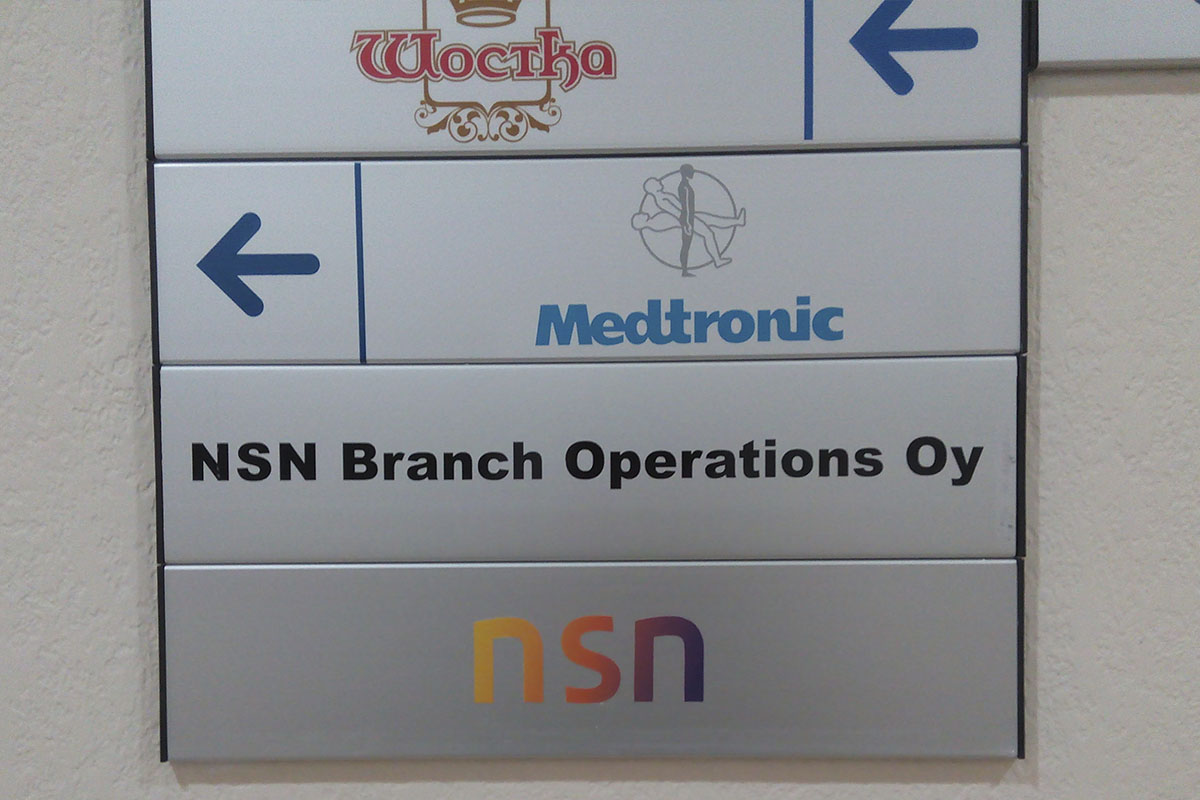 Шостка
Medtronic
NSN Branch Operations Oy
nsn